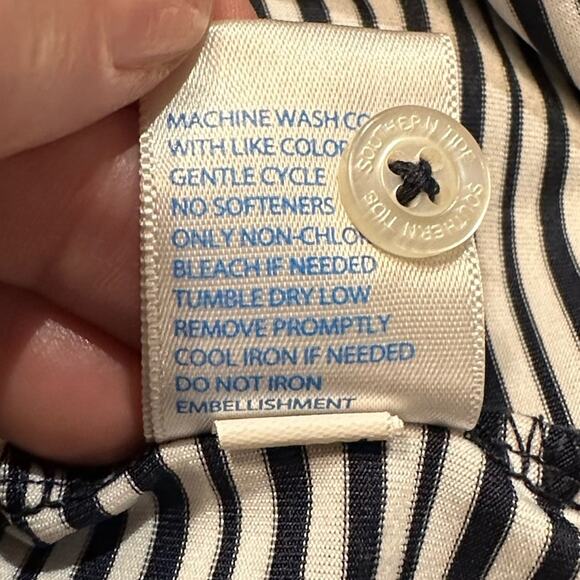 MACHINE WASH
WITH LIKE COLOR
GENTLE CYCLE
NO SOFTENERS
ONLY NON-CHLO
BLEACH IF NEEDED
TUMBLE DRY LOW
REMOVE PROMPTLY
COOL IRON IF NEEDED
DO NOT IRON
EMBELLISHMENT
SOUTHERN TIDE
SOUTHERN TIDE